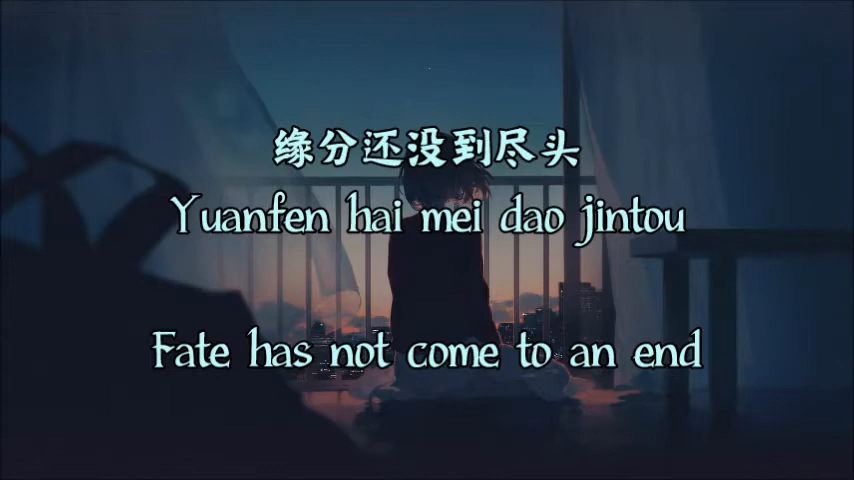 缘分还没到尽头
Yuanfen hai mei dao jintou
Fate has not come to an end